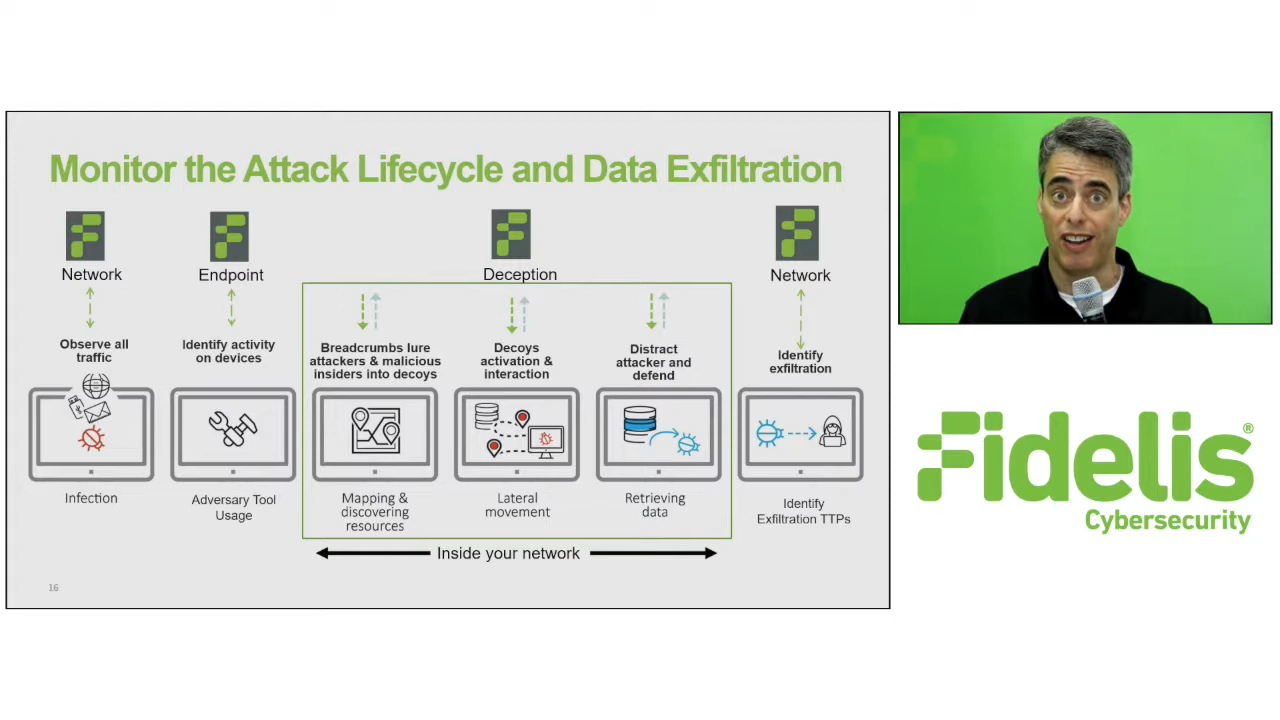 Monitor the Attack Lifecycle and Data Exfiltration
Network
Endpoint
Deception
Network
Observe all
traffic
Identify activity
on devices
Breadcrumbs lure
attackers & malicious
insiders into decoys
Decoys
activation &
interaction
Distract
attacker and
defend
Identify
exfiltration
Infection
Adversary Tool
Usage
Mapping &
discovering
resources
Lateral
movement
Retrieving
data
Identify
Exfiltration TTPs
Inside your network
16
Fidelis®
Cybersecurity